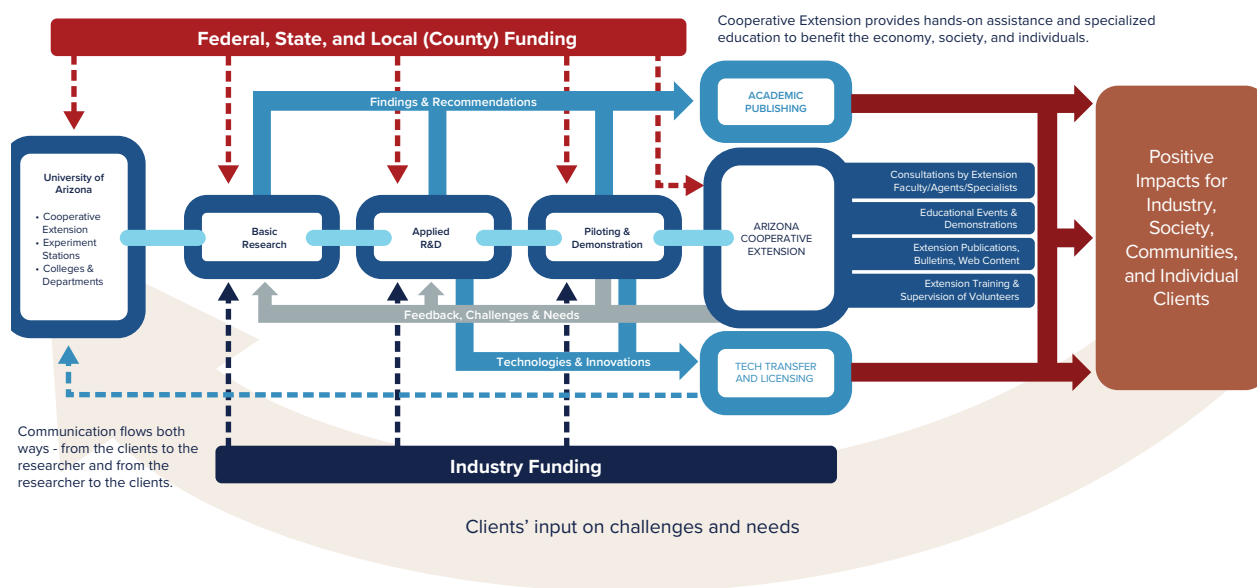 Federal, State, and Local (County) Funding
Cooperative Extension provides hands-on assistance and specialized
education to benefit the economy, society, and individuals.
Findings & Recommendations
ACADEMIC
PUBLISHING
University of
Arizona
• Cooperative
Extension
• Experiment
Stations
• Colleges &
Departments
Basic
Research
Applied
R&D
Piloting &
Demonstration
ARIZONA
COOPERATIVE
EXTENSION
Consultations by Extension
Faculty/Agents/Specialists
Educational Events &
Demonstrations
Extension Publications,
Bulletins, Web Content
Extension Training &
Supervision of Volunteers
Positive
Impacts for
Industry,
Society,
Communities,
and Individual
Clients
Feedback, Challenges & Needs
Technologies & Innovations
TECH TRANSFER
AND LICENSING
Communication flows both
ways - from the clients to the
researcher and from the
researcher to the clients.
Industry Funding
Clients’ input on challenges and needs